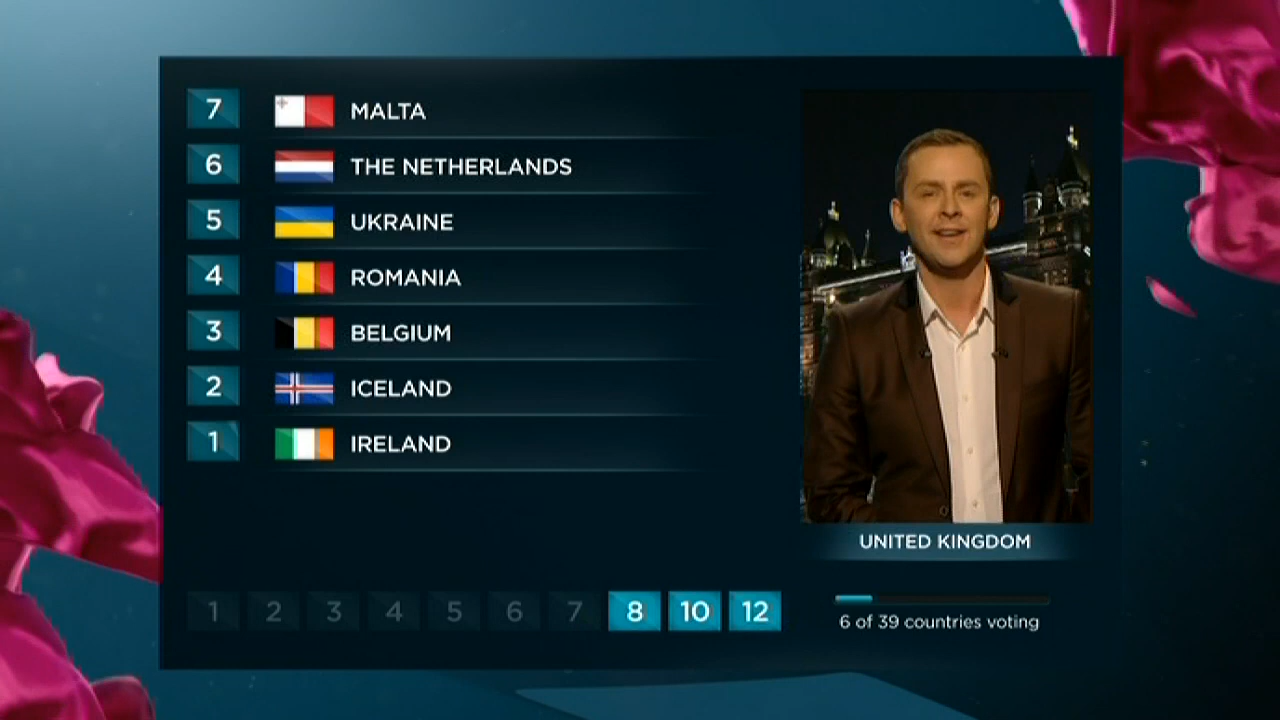 7 MALTA
6 THE NETHERLANDS
5 UKRAINE
4 ROMANIA
3 BELGIUM
2 ICELAND
1 IRELAND
UNITED KINGDOM
1 2 3 4 5 6 7 8 10 12
6 of 39 countries voting